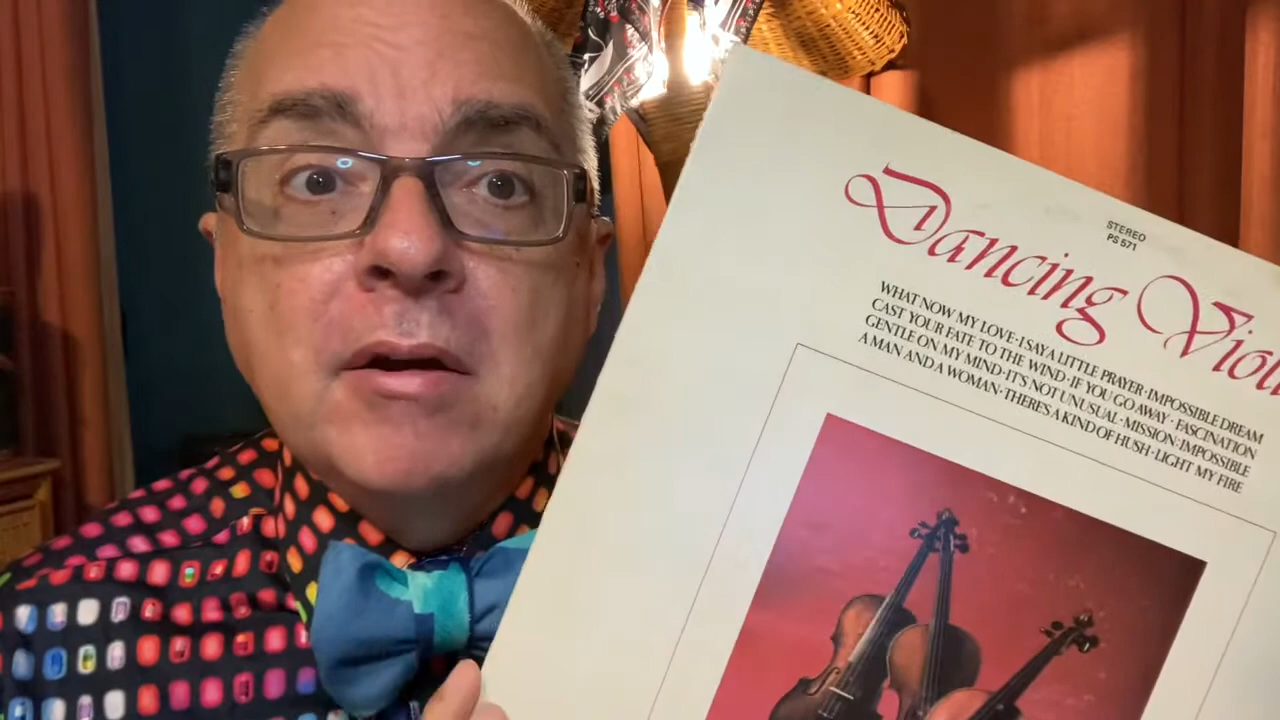 STEREO
PS 571
Dancing
WHAT NOW MY LOVE · I SAY A LITTLE PRAYER · IMPOSSIBLE DREAM
CAST YOUR FATE TO THE WIND · IF YOU GO AWAY · FASCINATION
GENTLE ON MY MIND · IT'S NOT UNUSUAL · MISSION: IMPOSSIBLE
A MAN AND A WOMAN · THERE'S A KIND OF HUSH · LIGHT MY FIRE